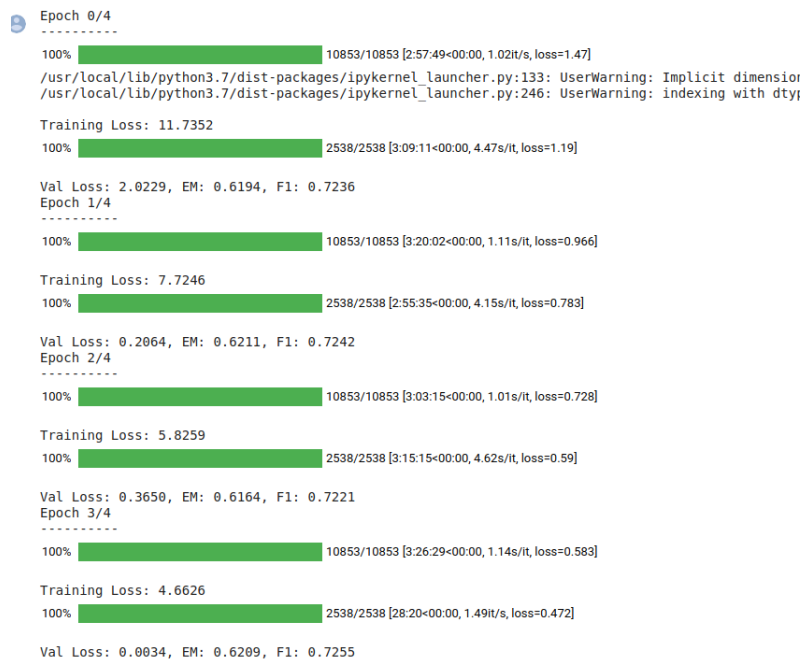 Epoch 0/4
----------
100% 10853/10853 [2:57:49<00:00, 1.02it/s, loss=1.47]
/usr/local/lib/python3.7/dist-packages/ipykernel_launcher.py:133: UserWarning: Implicit dimension
/usr/local/lib/python3.7/dist-packages/ipykernel_launcher.py:246: UserWarning: indexing with dtyp
Training Loss: 11.7352
100% 2538/2538 [3:09:11<00:00, 4.47s/it, loss=1.19]
Val Loss: 2.0229, EM: 0.6194, F1: 0.7236
Epoch 1/4
----------
100% 10853/10853 [3:20:02<00:00, 1.11s/it, loss=0.966]
Training Loss: 7.7246
100% 2538/2538 [2:55:35<00:00, 4.15s/it, loss=0.783]
Val Loss: 0.2064, EM: 0.6211, F1: 0.7242
Epoch 2/4
----------
100% 10853/10853 [3:03:15<00:00, 1.01s/it, loss=0.728]
Training Loss: 5.8259
100% 2538/2538 [3:15:15<00:00, 4.62s/it, loss=0.59]
Val Loss: 0.3650, EM: 0.6164, F1: 0.7221
Epoch 3/4
----------
100% 10853/10853 [3:26:29<00:00, 1.14s/it, loss=0.583]
Training Loss: 4.6626
100% 2538/2538 [28:20<00:00, 1.49it/s, loss=0.472]
Val Loss: 0.0034, EM: 0.6209, F1: 0.7255